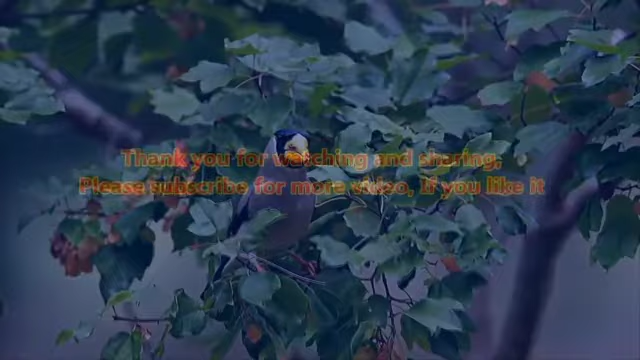 Thank you for watching and sharing,
Please subscribe for more video, If you like it